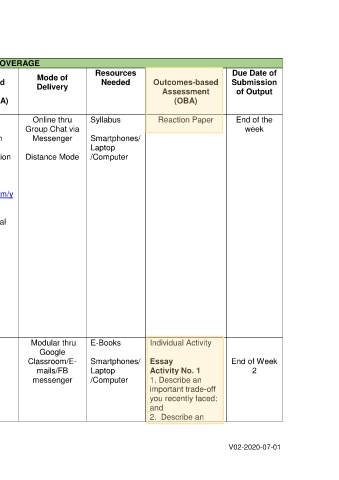 OVERAGE
d
A)
Mode of
Delivery
Resources
Needed
Outcomes-based
Assessment
(OBA)
Due Date of
Submission
of Output
n
ion
m/y
al
Online thru
Group Chat via
Messenger
Distance Mode
Syllabus
Smartphones/
Laptop
/Computer
Reaction Paper
End of the
week
Modular thru
Google
Classroom/E-
mails/FB
messenger
E-Books
Smartphones/
Laptop
/Computer
Individual Activity
Essay
Activity No. 1
1. Describe an
important trade-off
you recently faced;
and
2. Describe an
End of Week
2
V02-2020-07-01